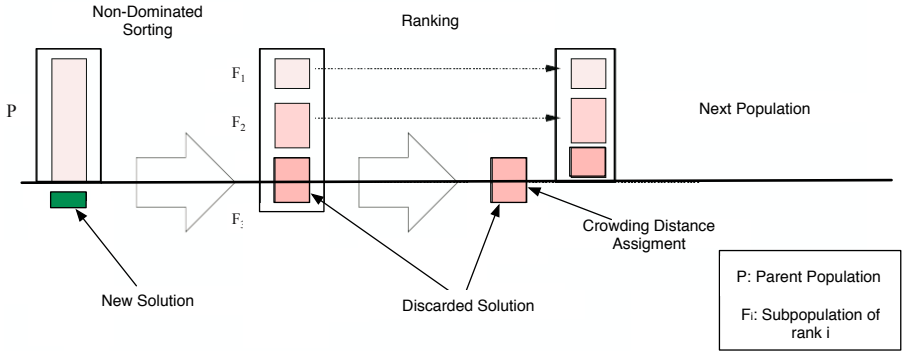 Non-Dominated
Sorting
Ranking
P
F1
F2
F3
Next Population
Crowding Distance
Assigment
New Solution
Discarded Solution
P: Parent Population
Fi: Subpopulation of
rank i